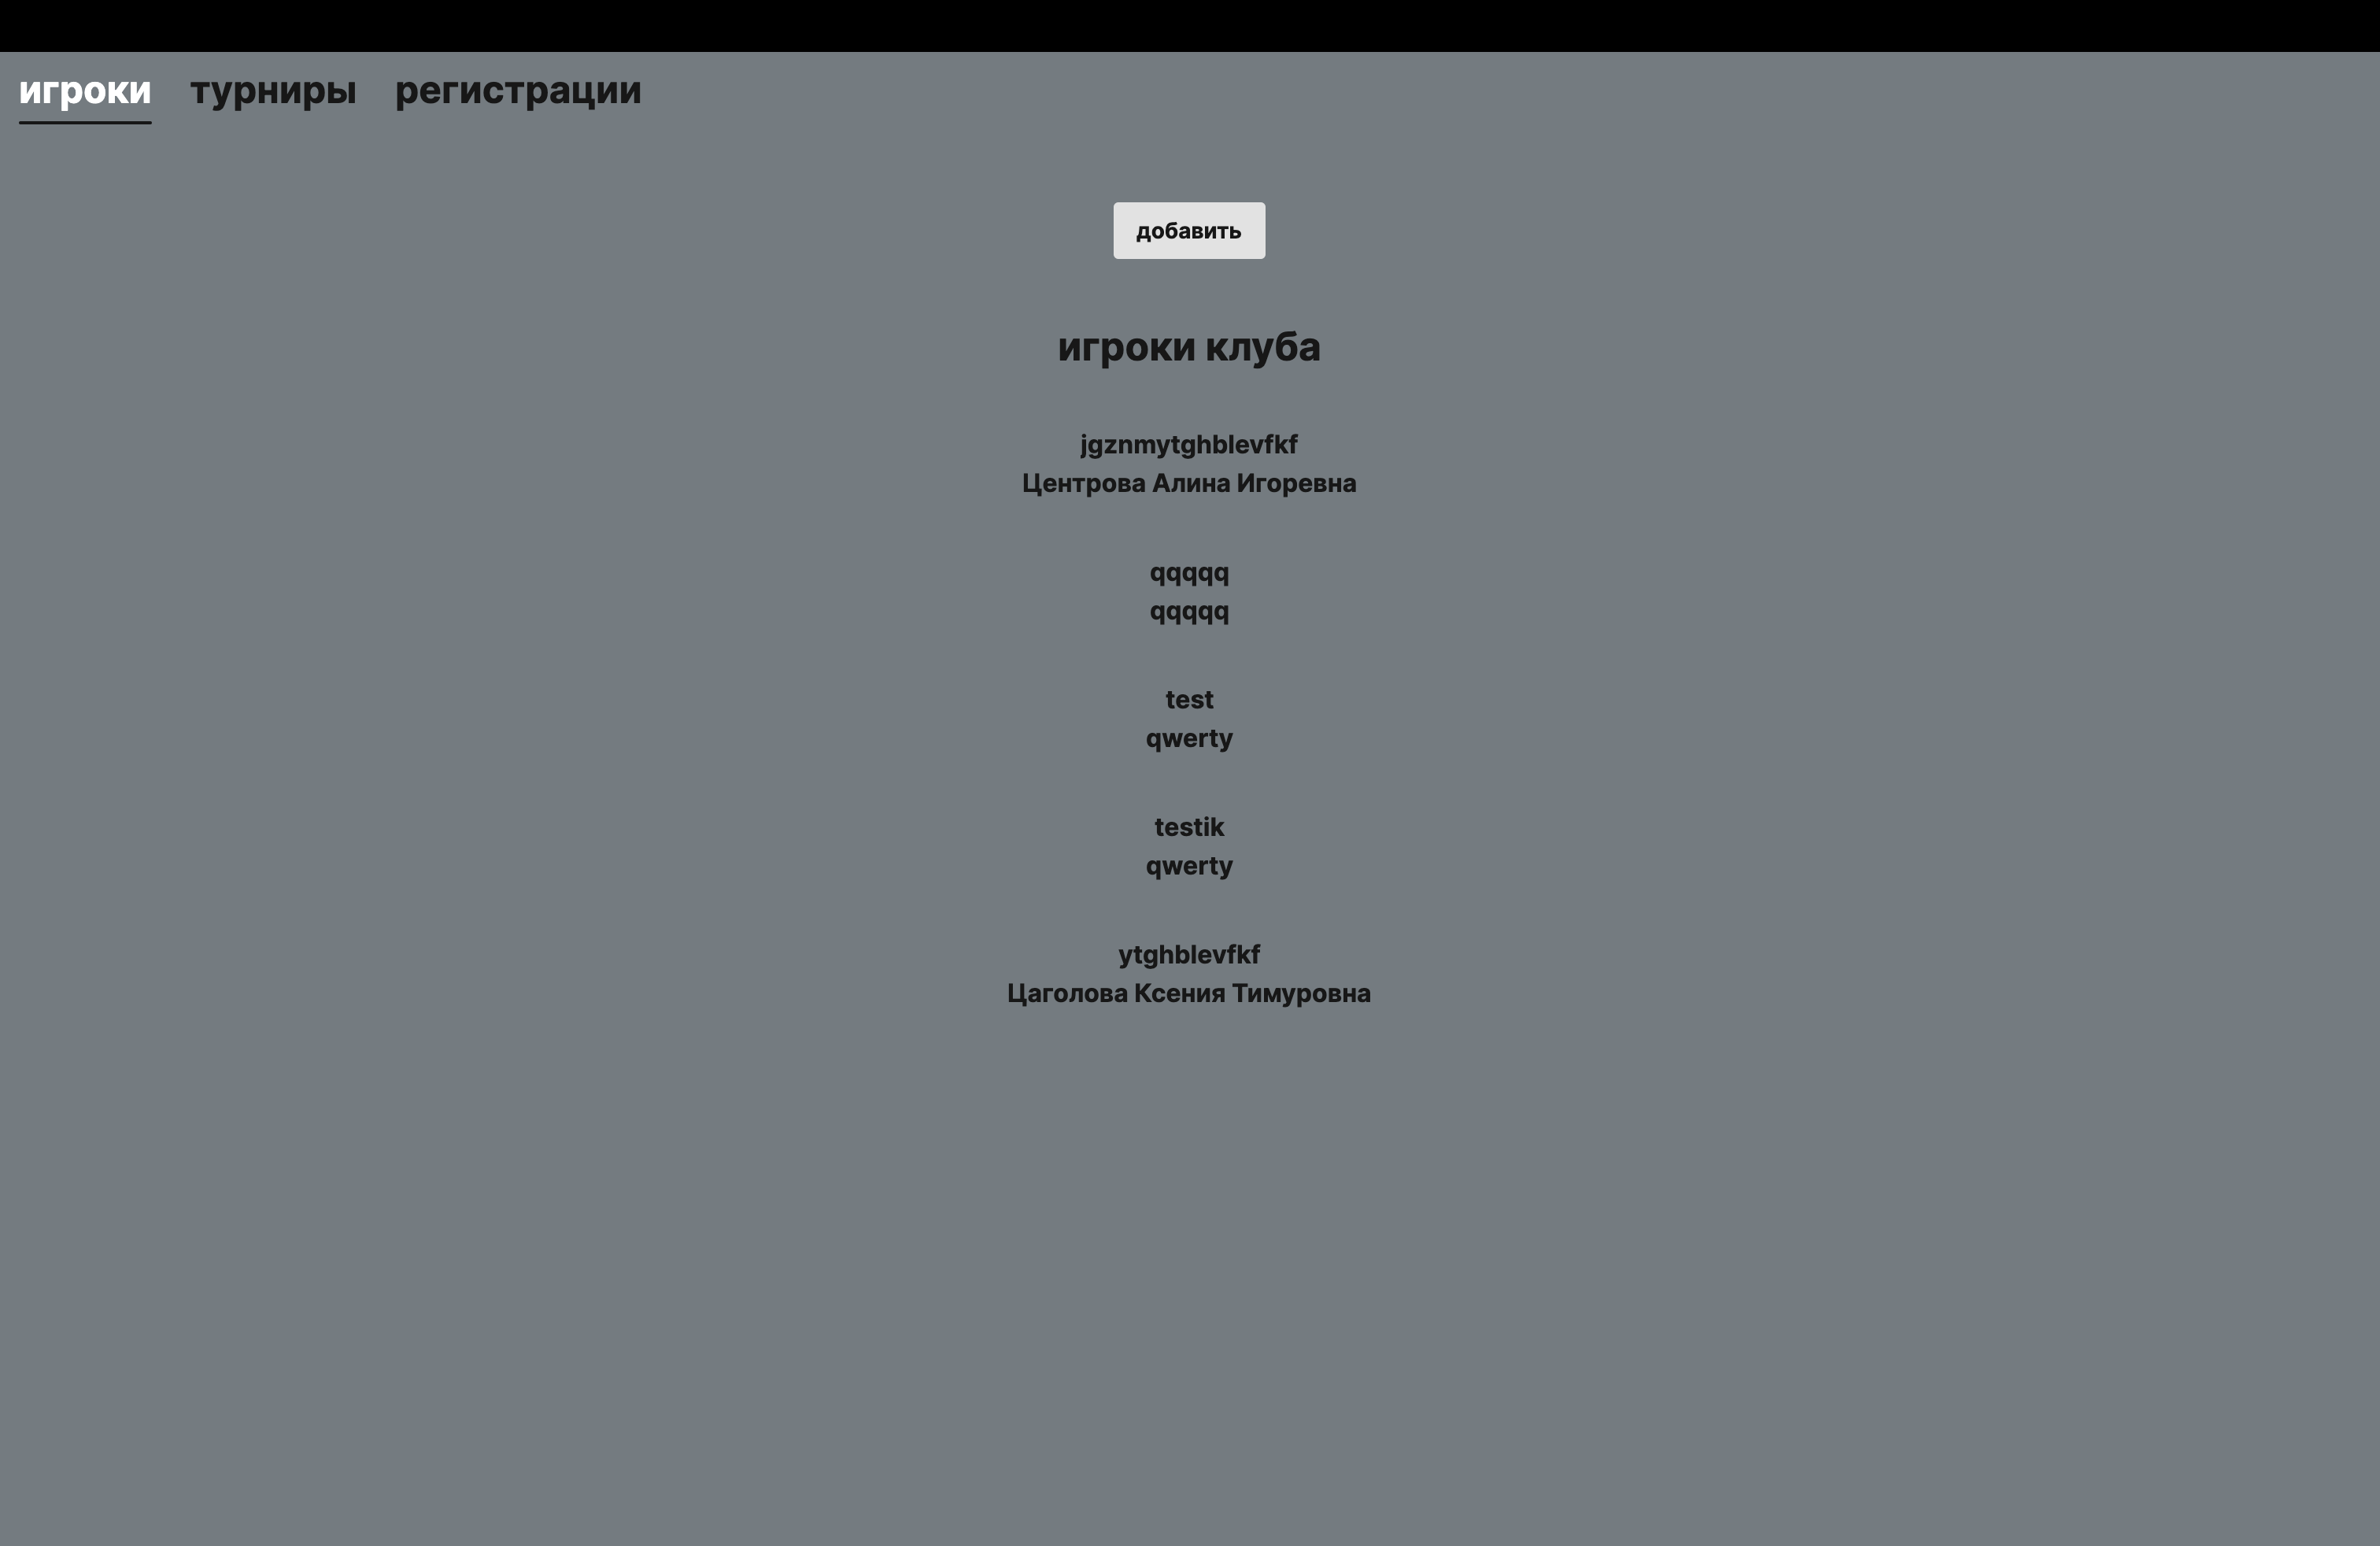 игроки турниры регистрации
добавить
игроки клуба
jgznmytghblevfkf
Центрова Алина Игоревна
qqqqq
qqqqq
test
qwerty
testik
qwerty
ytghblevfkf
Цаголова Ксения Тимуровна